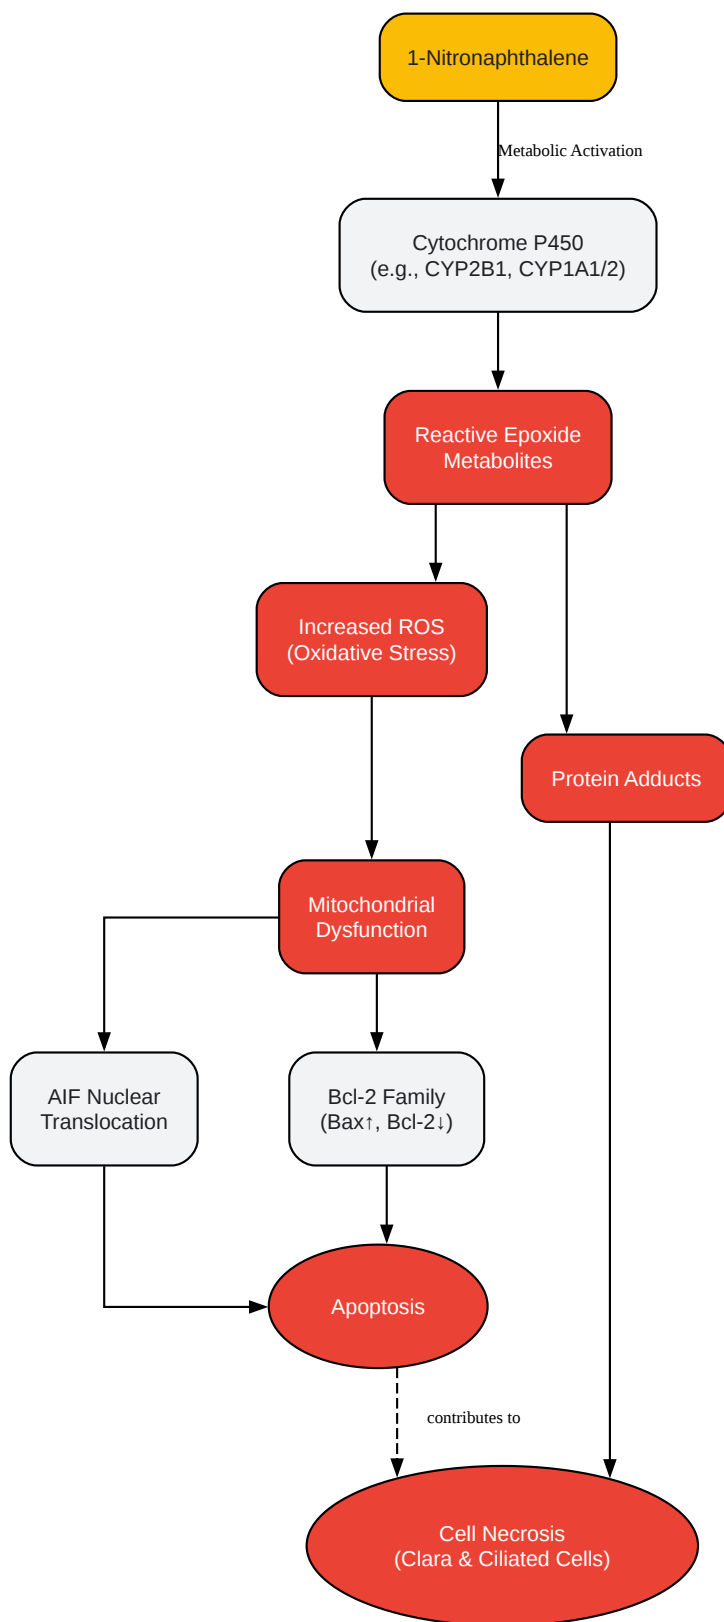 1-Nitronaphthalene
Metabolic Activation
Cytochrome P450
(e.g., CYP2B1, CYP1A1/2)
Reactive Epoxide
Metabolites
Increased ROS
(Oxidative Stress)
Protein Adducts
Mitochondrial
Dysfunction
AIF Nuclear
Translocation
Bcl-2 Family
(Bax↑, Bcl-2↓)
Apoptosis
contributes to
Cell Necrosis
(Clara & Ciliated Cells)